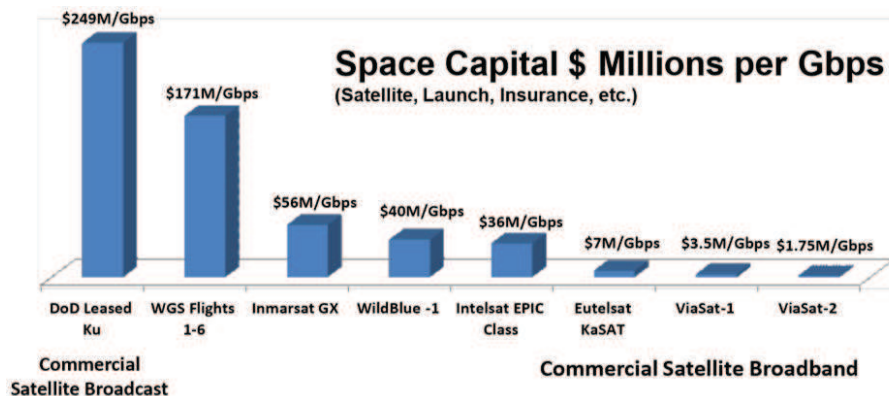 $249M/Gbps
Space Capital $ Millions per Gbps
(Satellite, Launch, Insurance, etc.)
$171M/Gbps
$56M/Gbps
$40M/Gbps
$36M/Gbps
$7M/Gbps
$3.5M/Gbps
$1.75M/Gbps
DoD Leased
Ku
WGS Flights
1-6
Inmarsat GX
WildBlue -1
Intelsat EPIC
Class
Eutelsat
KaSAT
ViaSat-1
ViaSat-2
Commercial
Satellite Broadcast
Commercial Satellite Broadband